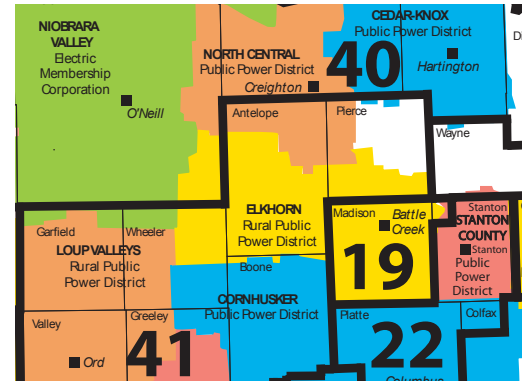 NIOBRARA
VALLEY
Electric
Membership
Corporation
O'Neill
NORTH CENTRAL
Public Power District
Creighton
CEDAR-KNOX
Public Power District
Hartington
40
Antelope
Pierce
Wayne
ELKHORN
Rural Public
Power District
Madison
Battle
Creek
19
Stanton
STANTON
COUNTY
Stanton
Public
Power
District
Garfield
Wheeler
LOUP VALLEYS
Rural Public
Power District
Boone
CORNHUSKER
Public Power District
Valley
Greeley
41
Ord
Platte
Colfax
22
Columbus